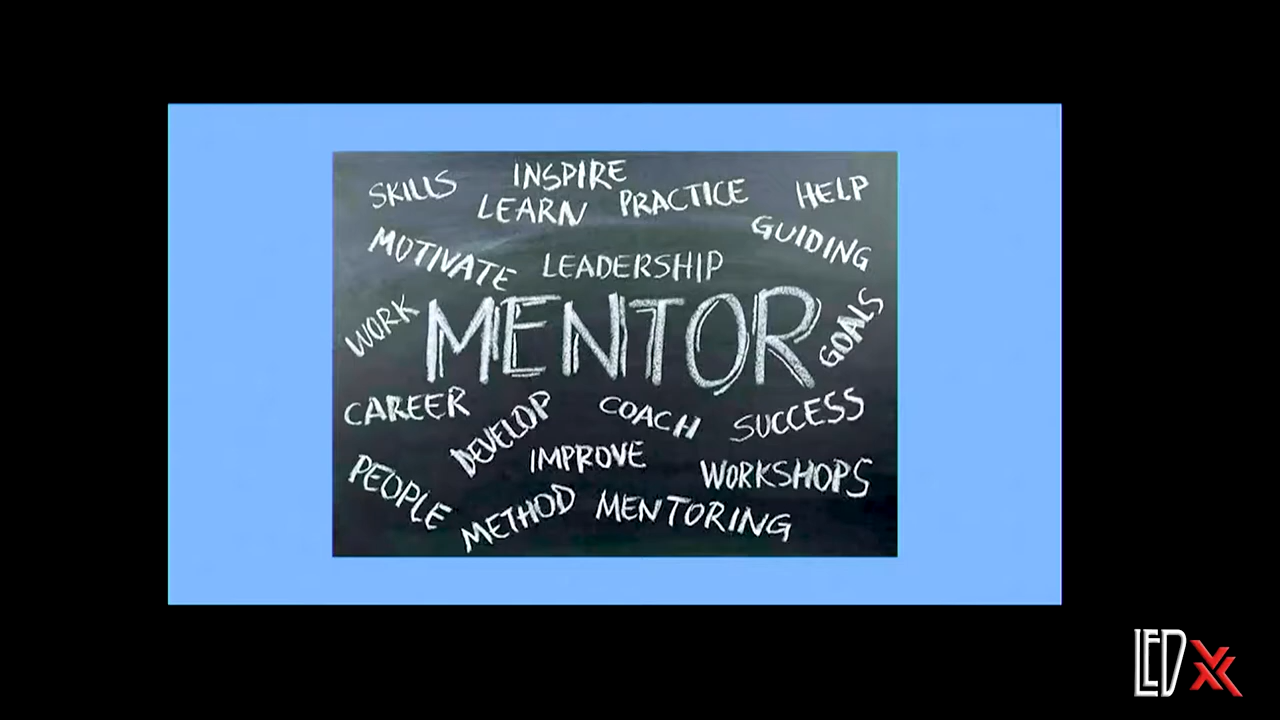 SKILLS
INSPIRE
LEARN
PRACTICE
HELP
GUIDING
MOTIVATE
LEADERSHIP
WORK
MENTOR
GOALS
CAREER
DEVELOP
COACH
SUCCESS
IMPROVE
WORKSHOPS
PEOPLE
METHOD
MENTORING
LED